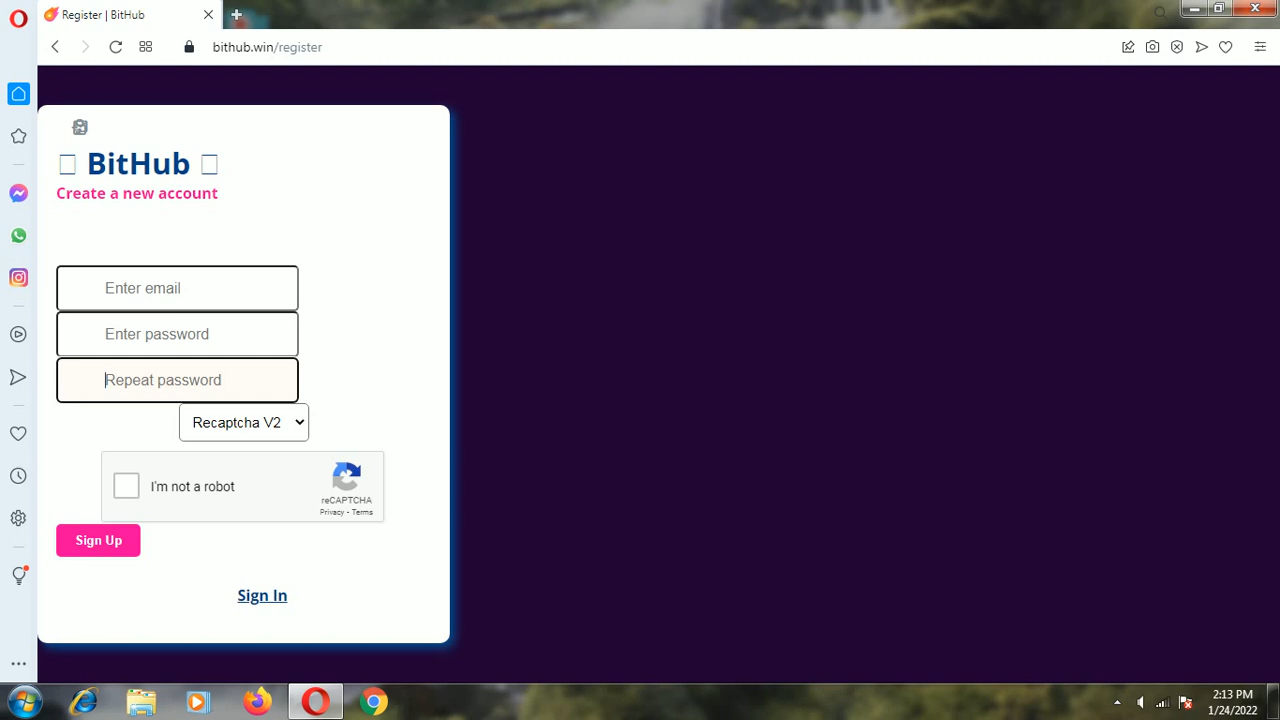 Register | BitHub
bithub.win/register
BitHub
Create a new account
Enter email
Enter password
Repeat password
Recaptcha V2
I'm not a robot
reCAPTCHA
Privacy - Terms
Sign Up
Sign In
2:13 PM
1/24/2022